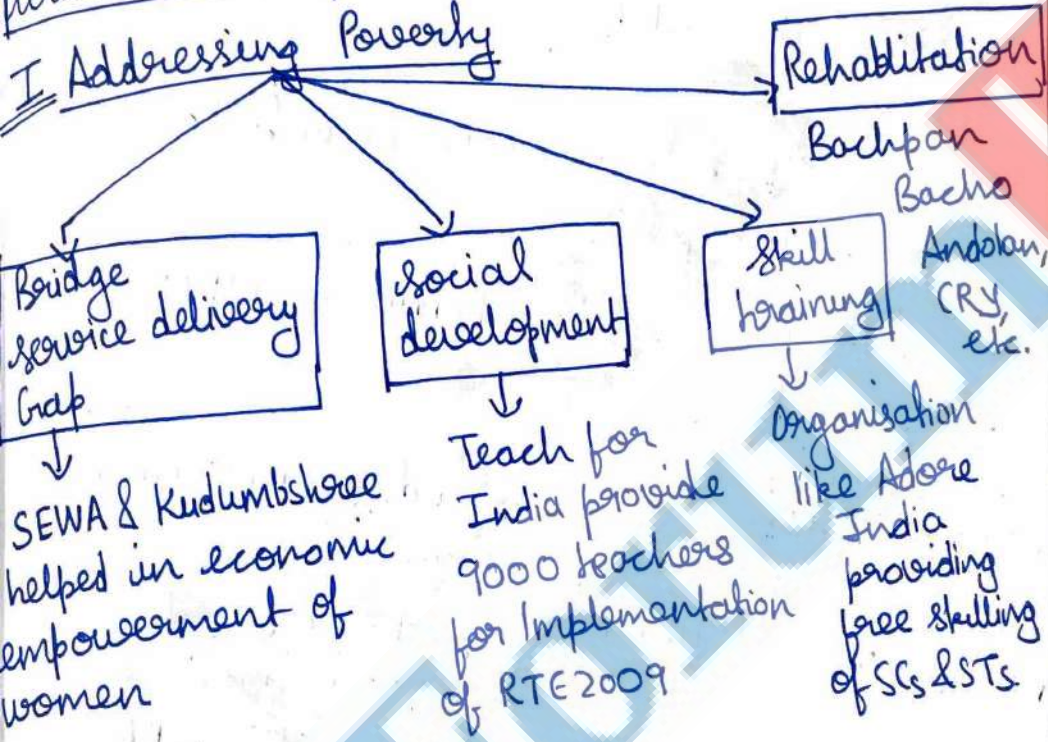 I Addressing Poverty
Rehablitation
Bachpan
Bacho
Andolan,
CRY,
etc.
Bridge
service delivery
Gap
SEWA & Kudumbshree
helped in economic
empowerment of
women
social
development
Teach for
India provide
9000 teachers
for Implementation
of RTE 2009
Skill
training
Organisation
like Adore
India
providing
free skilling
of SCs & STs.
forum